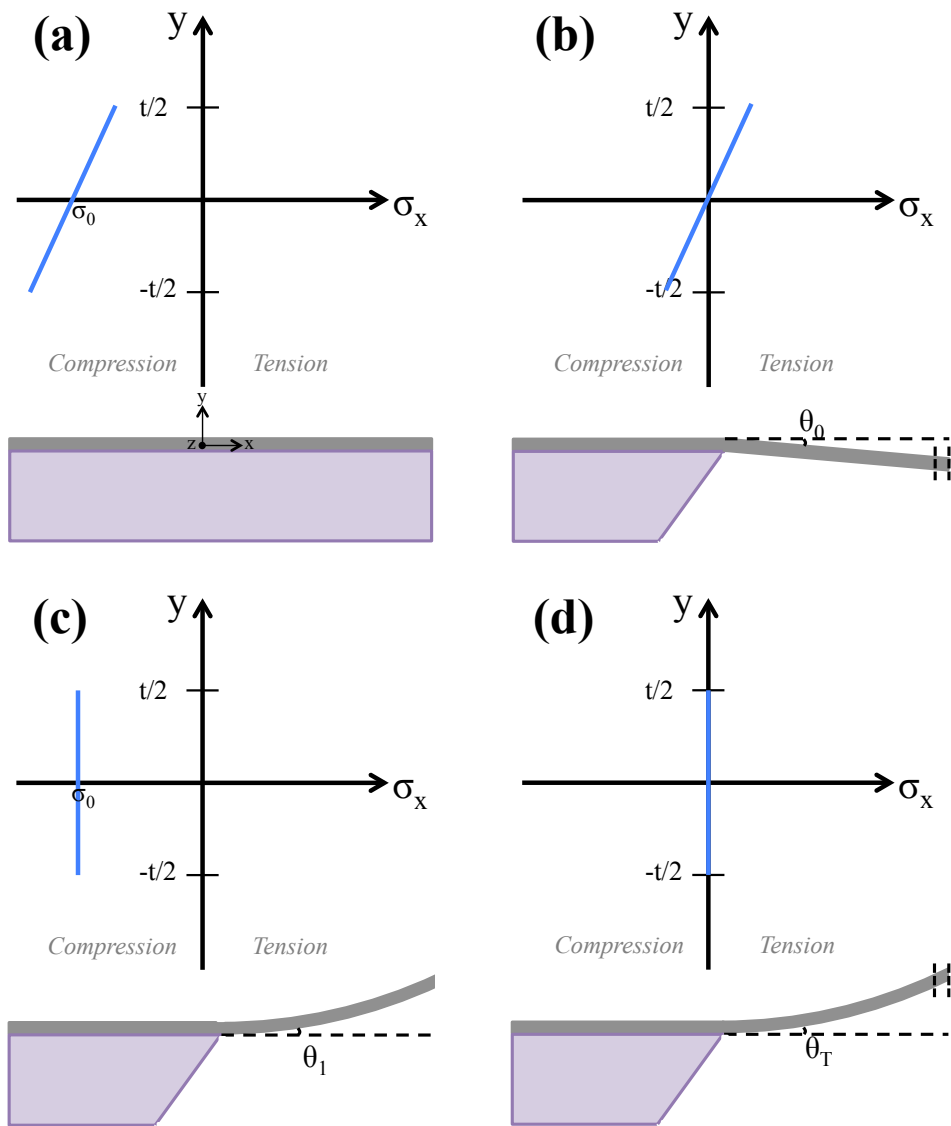 (a)
y
t/2
σ₀
σₓ
-t/2
Compression
Tension
y
z
x
(b)
y
t/2
σₓ
-t/2
Compression
Tension
θ₀
(c)
y
t/2
σ₀
σₓ
-t/2
Compression
Tension
θ₁
(d)
y
t/2
σₓ
-t/2
Compression
Tension
θ_T